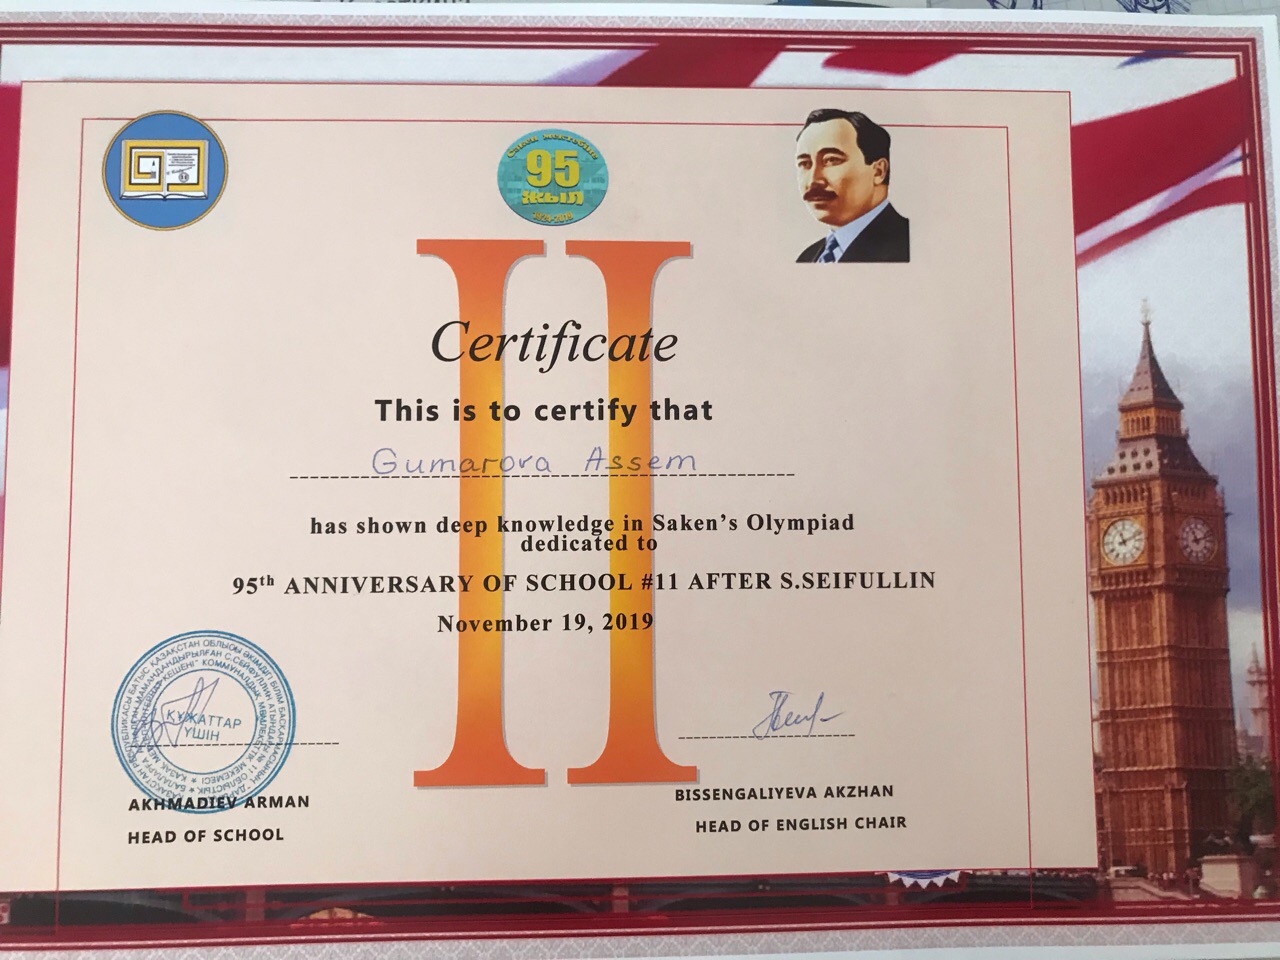 Сәкен мектебіне
95
ЖЫЛ
1924-2019
II
Certificate
This is to certify that
Gumarova Assem
has shown deep knowledge in Saken’s Olympiad
dedicated to
95th ANNIVERSARY OF SCHOOL #11 AFTER S.SEIFULLIN
November 19, 2019
ҚҰЖАТТАР
ҮШІН
AKHMADIEV ARMAN
HEAD OF SCHOOL
BISSENGALIYEVA AKZHAN
HEAD OF ENGLISH CHAIR